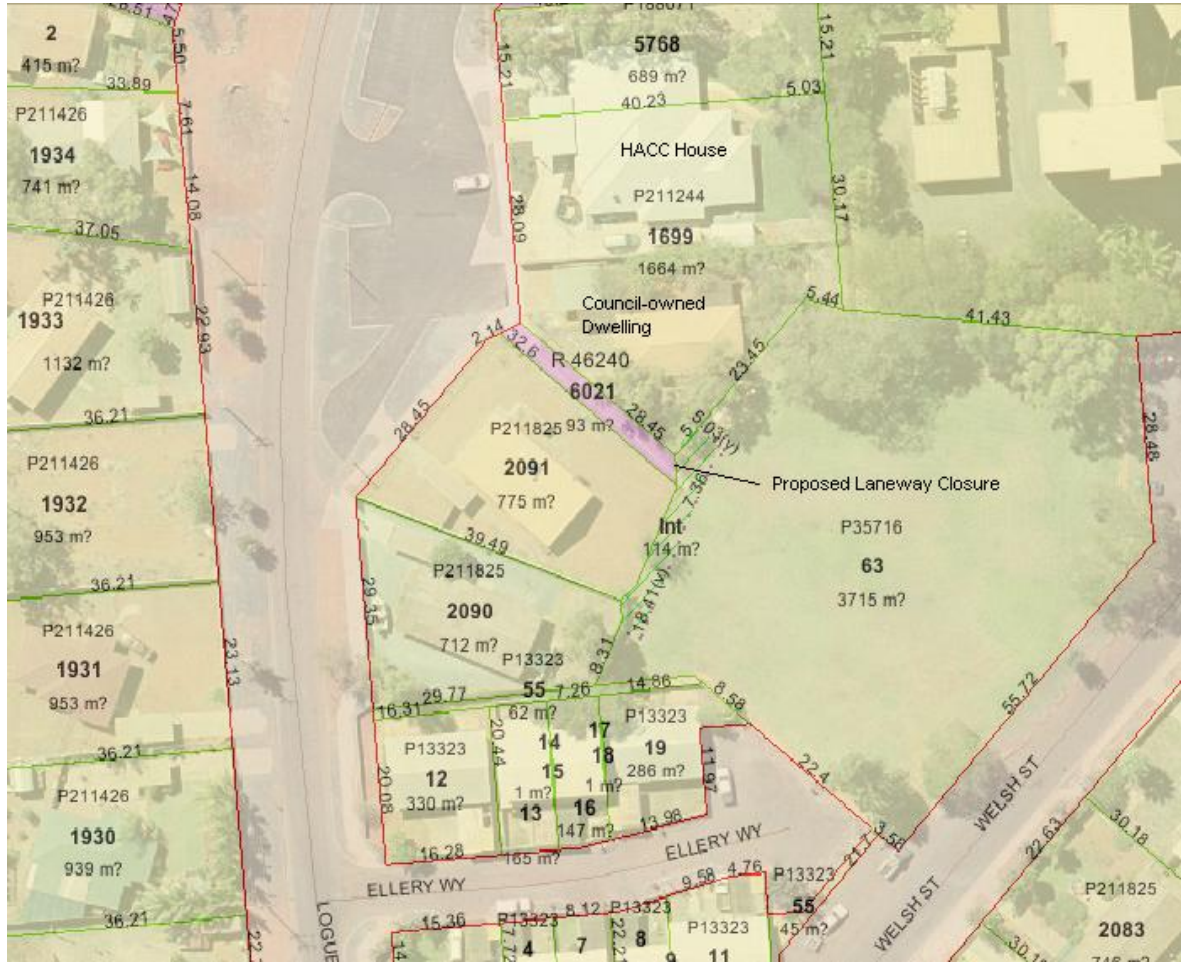 2
415 m?
5.50
33.89
P211426
1934
741 m?
7.61
14.08
37.05
P211426
1933
1132 m?
22.93
36.21
P211426
1932
953 m?
36.21
P211426
1931
953 m?
23.13
36.21
P211426
1930
939 m?
36.21
15.21
P188071
5768
689 m?
15.21
40.23
5.03
HACC House
P211244
1699
1664 m?
28.09
30.17
Council-owned
Dwelling
5.44
41.43
2.14
32.6
R 46240
6021
93 m?
28.45
23.45
5
5.03(y)
28.45
P211825
2091
775 m?
7.36
Proposed Laneway Closure
Int
114 m?
P35716
63
3715 m?
28.48
39.49
P211825
2090
712 m?
29.35
18.41(y)
8.31
P13323
55
62 m?
29.77
7.26
14.86
8.58
16.31
20.44
P13323
12
330 m?
20.08
14
15
1 m?
13
17
18
1 m?
16
147 m?
P13323
19
286 m?
11.97
13.98
16.28
165 m?
ELLERY WY
ELLERY WY
22.4
55.72
3.58
21.7
WELSH ST
WELSH ST
22.63
30.18
P211825
2083
746 m?
LOGUE
15.36
P13323
8.12
P13323
9.58
4.76
P13323
55
45 m?
4
7.72
7
22.21
8
9
P13323
11